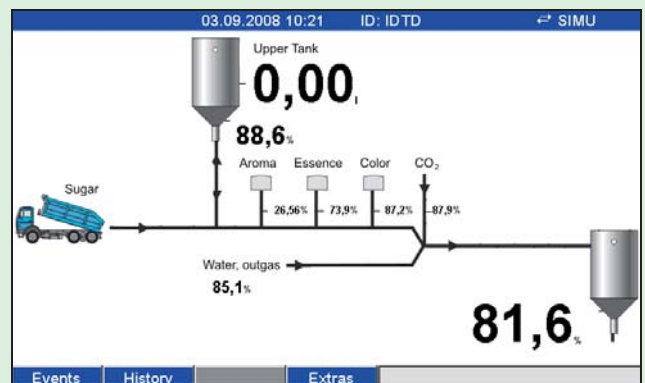 03.09.2008 10:21 ID: IDTD ⇄ SIMU
Upper Tank
0,00 l
88,6 %
Aroma Essence Color CO₂
Sugar
26,56% 73,9% 87,2% 87,9%
Water, outgas
85,1 %
81,6 %
Events History Extras